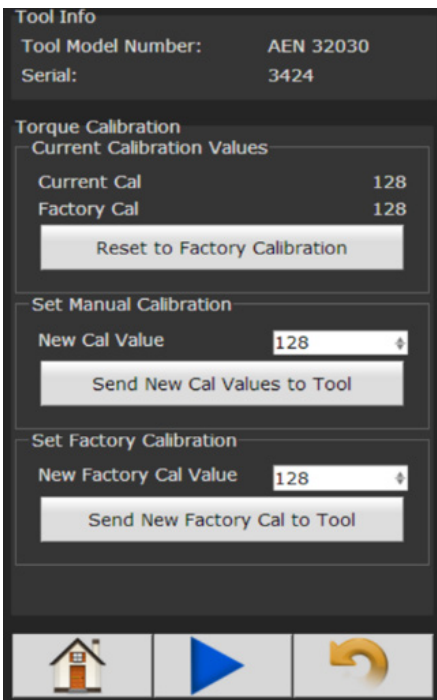 Tool Info
Tool Model Number: AEN 32030
Serial: 3424
Torque Calibration
Current Calibration Values
Current Cal 128
Factory Cal 128
Reset to Factory Calibration
Set Manual Calibration
New Cal Value 128
Send New Cal Values to Tool
Set Factory Calibration
New Factory Cal Value 128
Send New Factory Cal to Tool